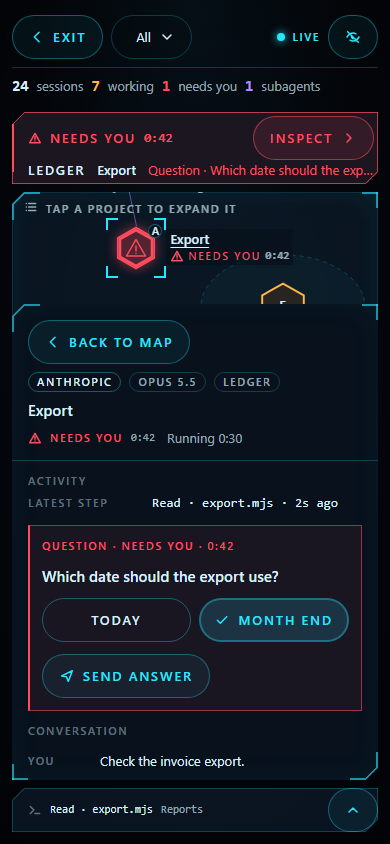 EXIT
All
LIVE
24 sessions 7 working 1 needs you 1 subagents
NEEDS YOU 0:42
INSPECT
LEDGER Export Question · Which date should the exp...
TAP A PROJECT TO EXPAND IT
A
Export
NEEDS YOU 0:42
BACK TO MAP
ANTHROPIC OPUS 5.5 LEDGER
Export
NEEDS YOU 0:42 Running 0:30
ACTIVITY
LATEST STEP Read · export.mjs · 2s ago
QUESTION · NEEDS YOU · 0:42
Which date should the export use?
TODAY
MONTH END
SEND ANSWER
CONVERSATION
YOU Check the invoice export.
Read · export.mjs Reports